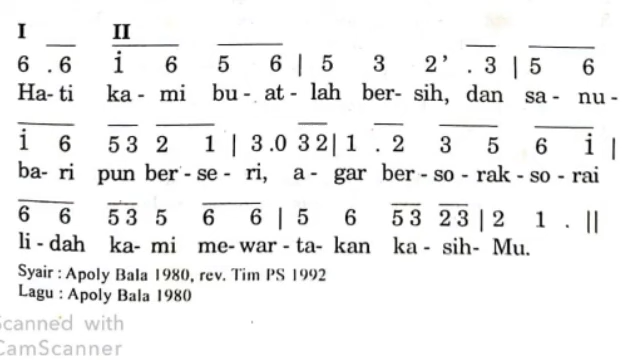 I II
6 . 6 i̇ 6 5 6 | 5 3 2’ . 3 | 5 6
Ha- ti ka - mi bu - at - lah ber- sih, dan sa - nu -
i̇ 6 53 2 1 | 3 . 0 32 | 1 . 2 3 5 6 i̇ |
ba- ri pun ber - se - ri, a - gar ber - so - rak - so - rai
6 6 53 5 6 6 | 5 6 53 23 | 2 1 . ||
li - dah ka- mi me- war - ta- kan ka - sih- Mu.
Syair : Apoly Bala 1980, rev. Tim PS 1992
Lagu : Apoly Bala 1980
Scanned with
CamScanner